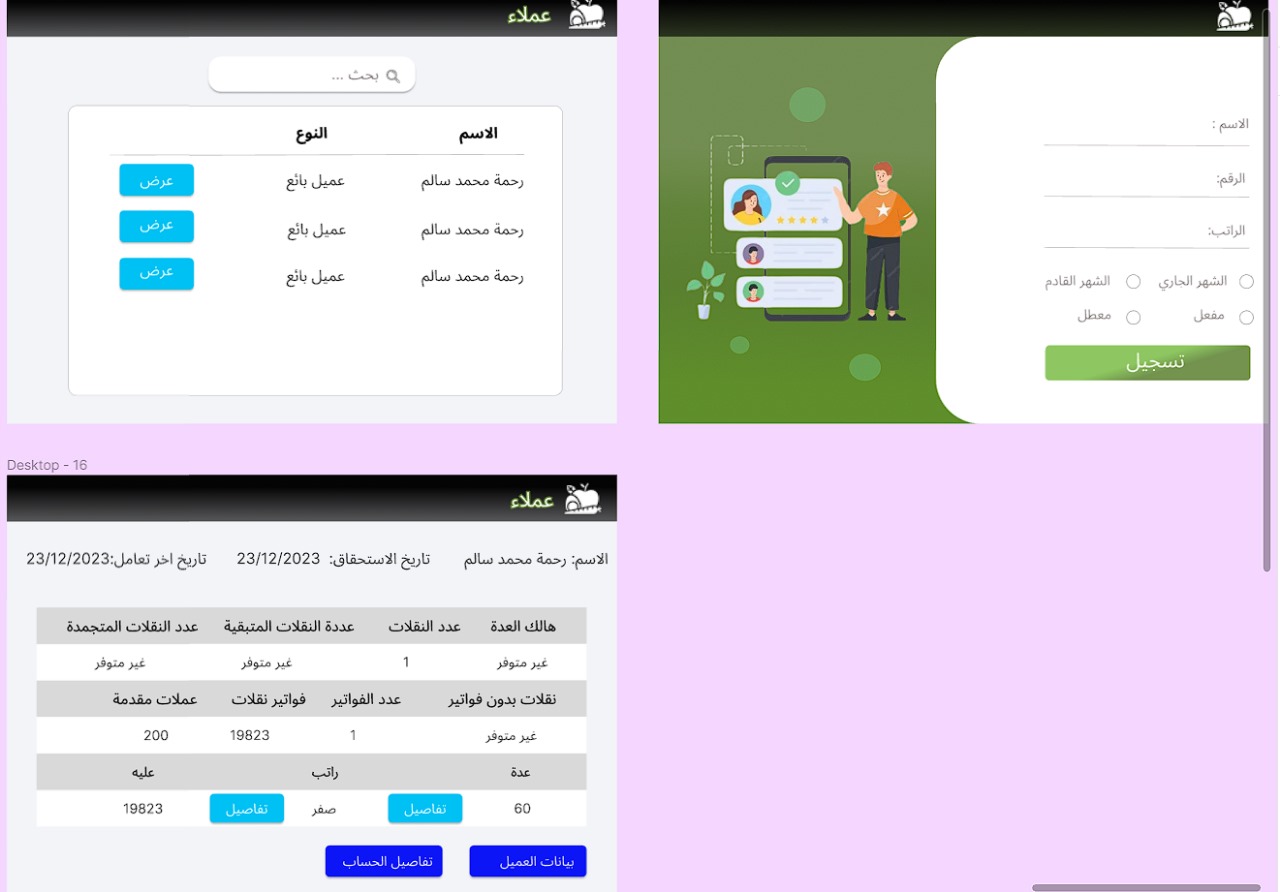 عملاء
بحث ...
الاسم النوع
رحمة محمد سالم عميل بائع عرض
رحمة محمد سالم عميل بائع عرض
رحمة محمد سالم عميل بائع عرض
الاسم :
الرقم:
الراتب:
الشهر الجاري الشهر القادم
مفعل معطل
تسجيل
Desktop - 16
عملاء
الاسم: رحمة محمد سالم تاريخ الاستحقاق: 23/12/2023 تاريخ اخر تعامل:23/12/2023
هالك العدة عدد النقلات عددة النقلات المتبقية عدد النقلات المتجمدة
غير متوفر 1 غير متوفر غير متوفر
نقلات بدون فواتير عدد الفواتير فواتير نقلات عملات مقدمة
غير متوفر 1 19823 200
عدة راتب عليه
60 تفاصيل صفر تفاصيل 19823
بيانات العميل تفاصيل الحساب